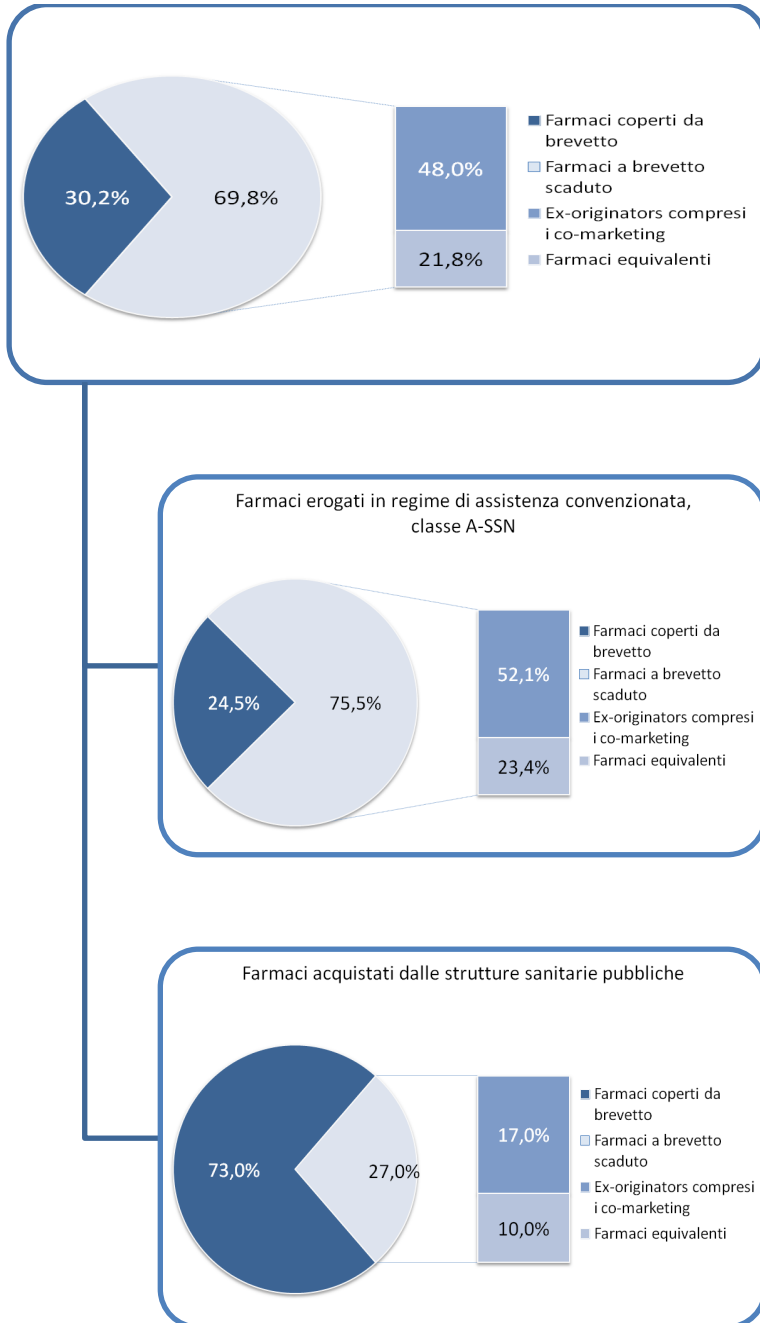 30,2%
69,8%
48,0%
21,8%
Farmaci coperti da
brevetto
Farmaci a brevetto
scaduto
Ex-originators compresi
i co-marketing
Farmaci equivalenti
Farmaci erogati in regime di assistenza convenzionata,
classe A-SSN
24,5%
75,5%
52,1%
23,4%
Farmaci coperti da
brevetto
Farmaci a brevetto
scaduto
Ex-originators compresi
i co-marketing
Farmaci equivalenti
Farmaci acquistati dalle strutture sanitarie pubbliche
73,0%
27,0%
17,0%
10,0%
Farmaci coperti da
brevetto
Farmaci a brevetto
scaduto
Ex-originators compresi
i co-marketing
Farmaci equivalenti